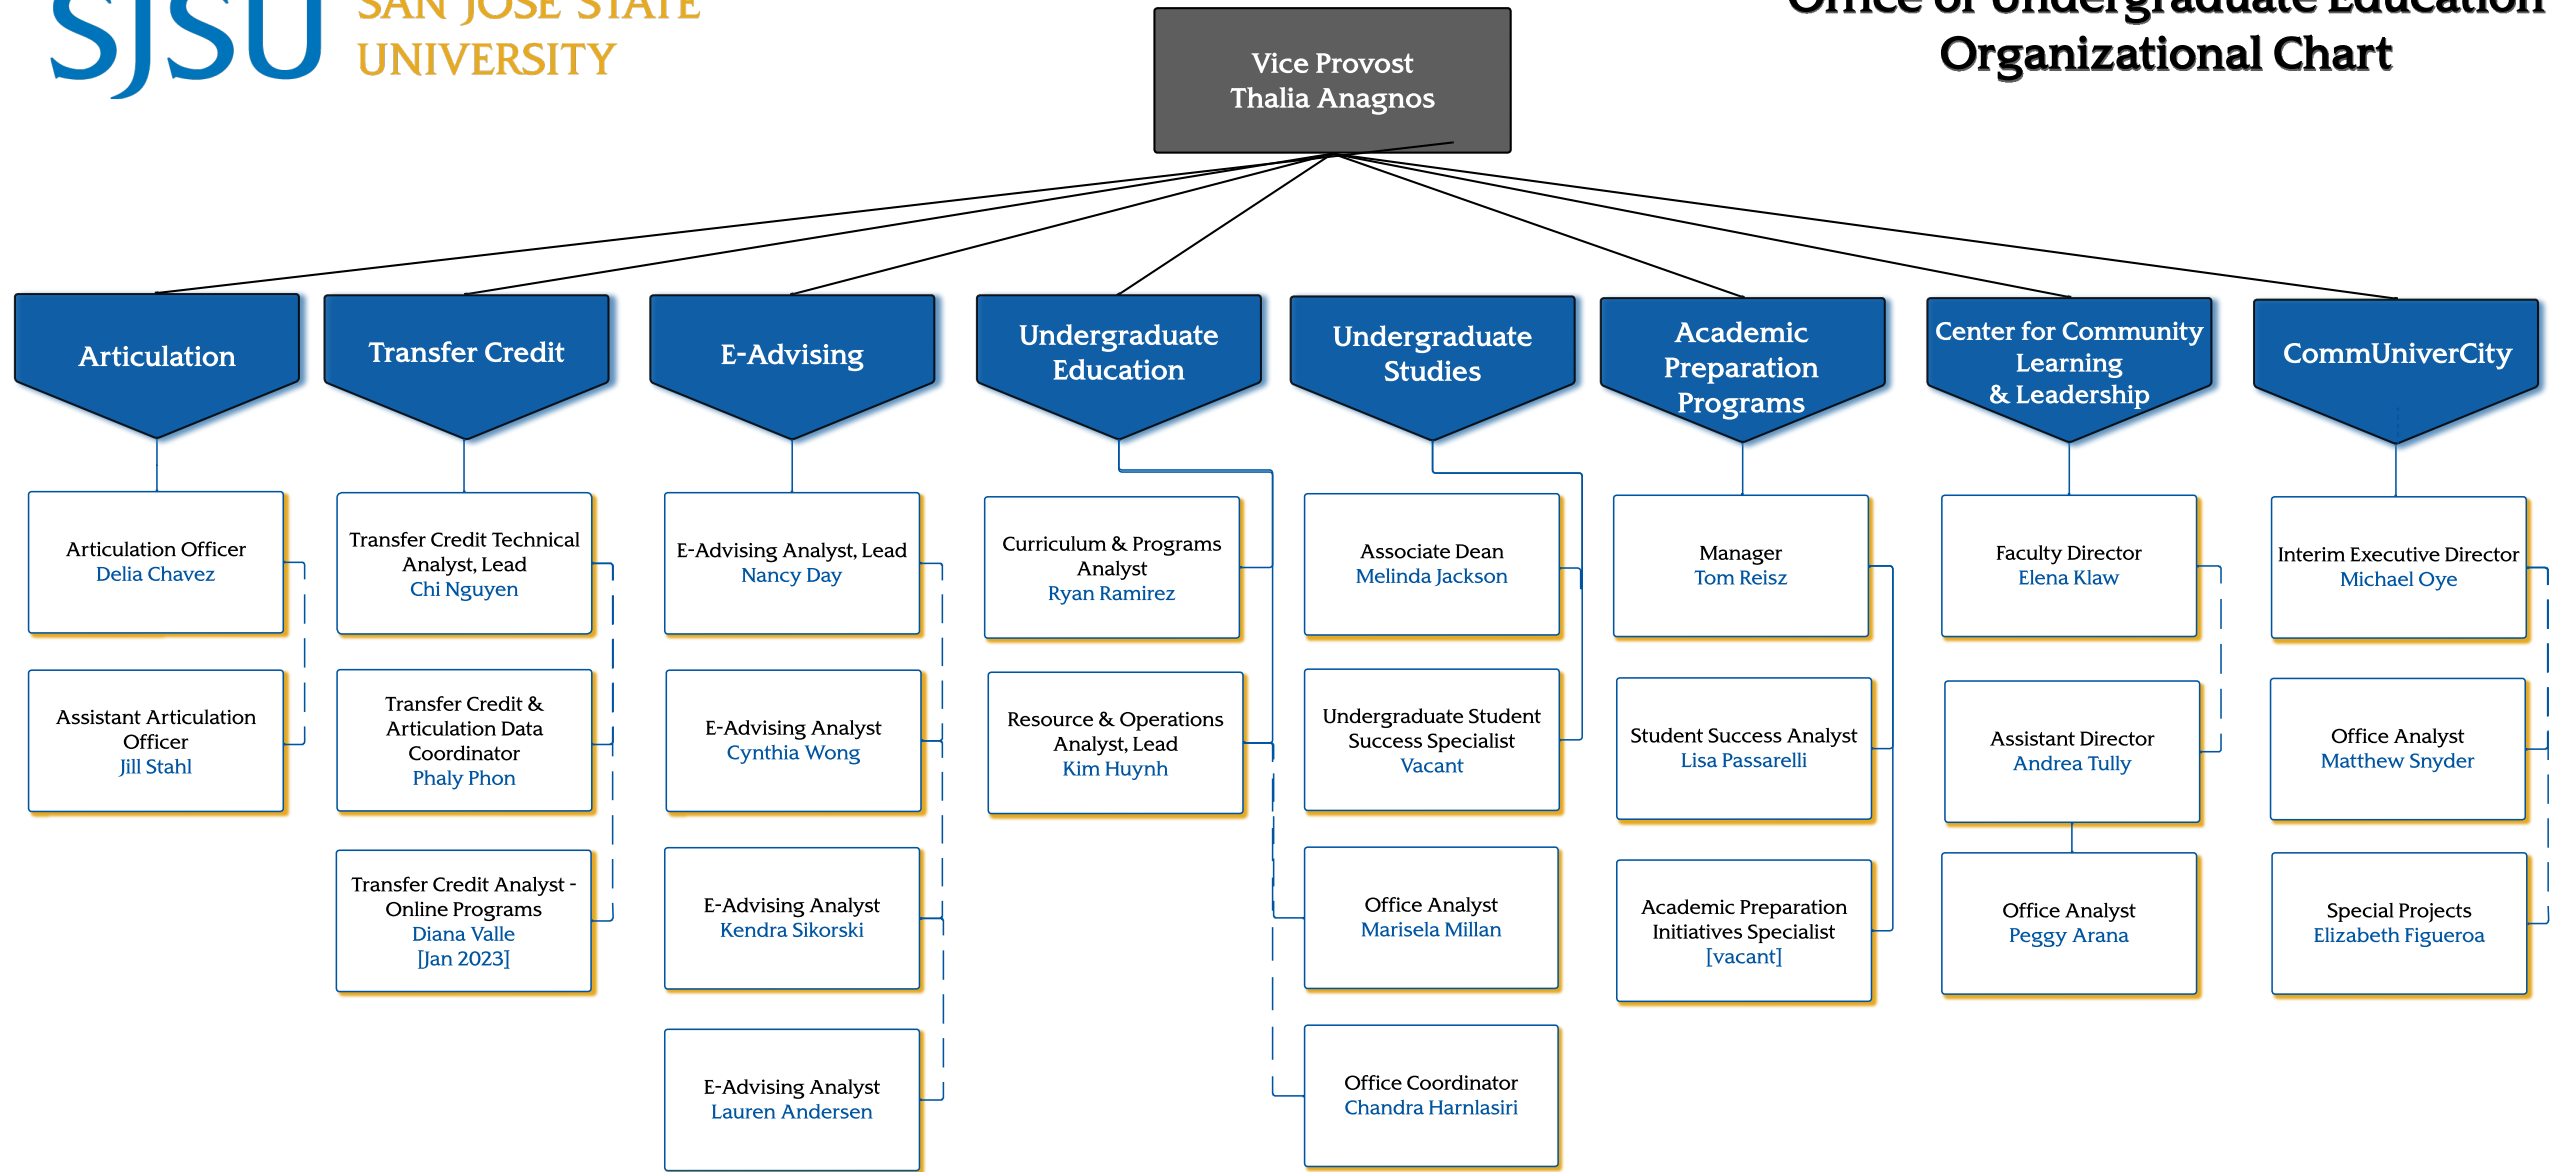 SJSU SAN JOSÉ STATE
UNIVERSITY
Office of Undergraduate Education
Organizational Chart
Vice Provost
Thalia Anagnos
Articulation
Articulation Officer
Delia Chavez
Assistant Articulation
Officer
Jill Stahl
Transfer Credit
Transfer Credit Technical
Analyst, Lead
Chi Nguyen
Transfer Credit &
Articulation Data
Coordinator
Phaly Phon
Transfer Credit Analyst -
Online Programs
Diana Valle
[Jan 2023]
E-Advising
E-Advising Analyst, Lead
Nancy Day
E-Advising Analyst
Cynthia Wong
E-Advising Analyst
Kendra Sikorski
E-Advising Analyst
Lauren Andersen
Undergraduate
Education
Curriculum & Programs
Analyst
Ryan Ramirez
Resource & Operations
Analyst, Lead
Kim Huynh
Undergraduate
Studies
Associate Dean
Melinda Jackson
Undergraduate Student
Success Specialist
Vacant
Office Analyst
Marisela Millan
Office Coordinator
Chandra Harnlasiri
Academic
Preparation
Programs
Manager
Tom Reisz
Student Success Analyst
Lisa Passarelli
Academic Preparation
Initiatives Specialist
[vacant]
Center for Community
Learning
& Leadership
Faculty Director
Elena Klaw
Assistant Director
Andrea Tully
Office Analyst
Peggy Arana
CommUniverCity
Interim Executive Director
Michael Oye
Office Analyst
Matthew Snyder
Special Projects
Elizabeth Figueroa